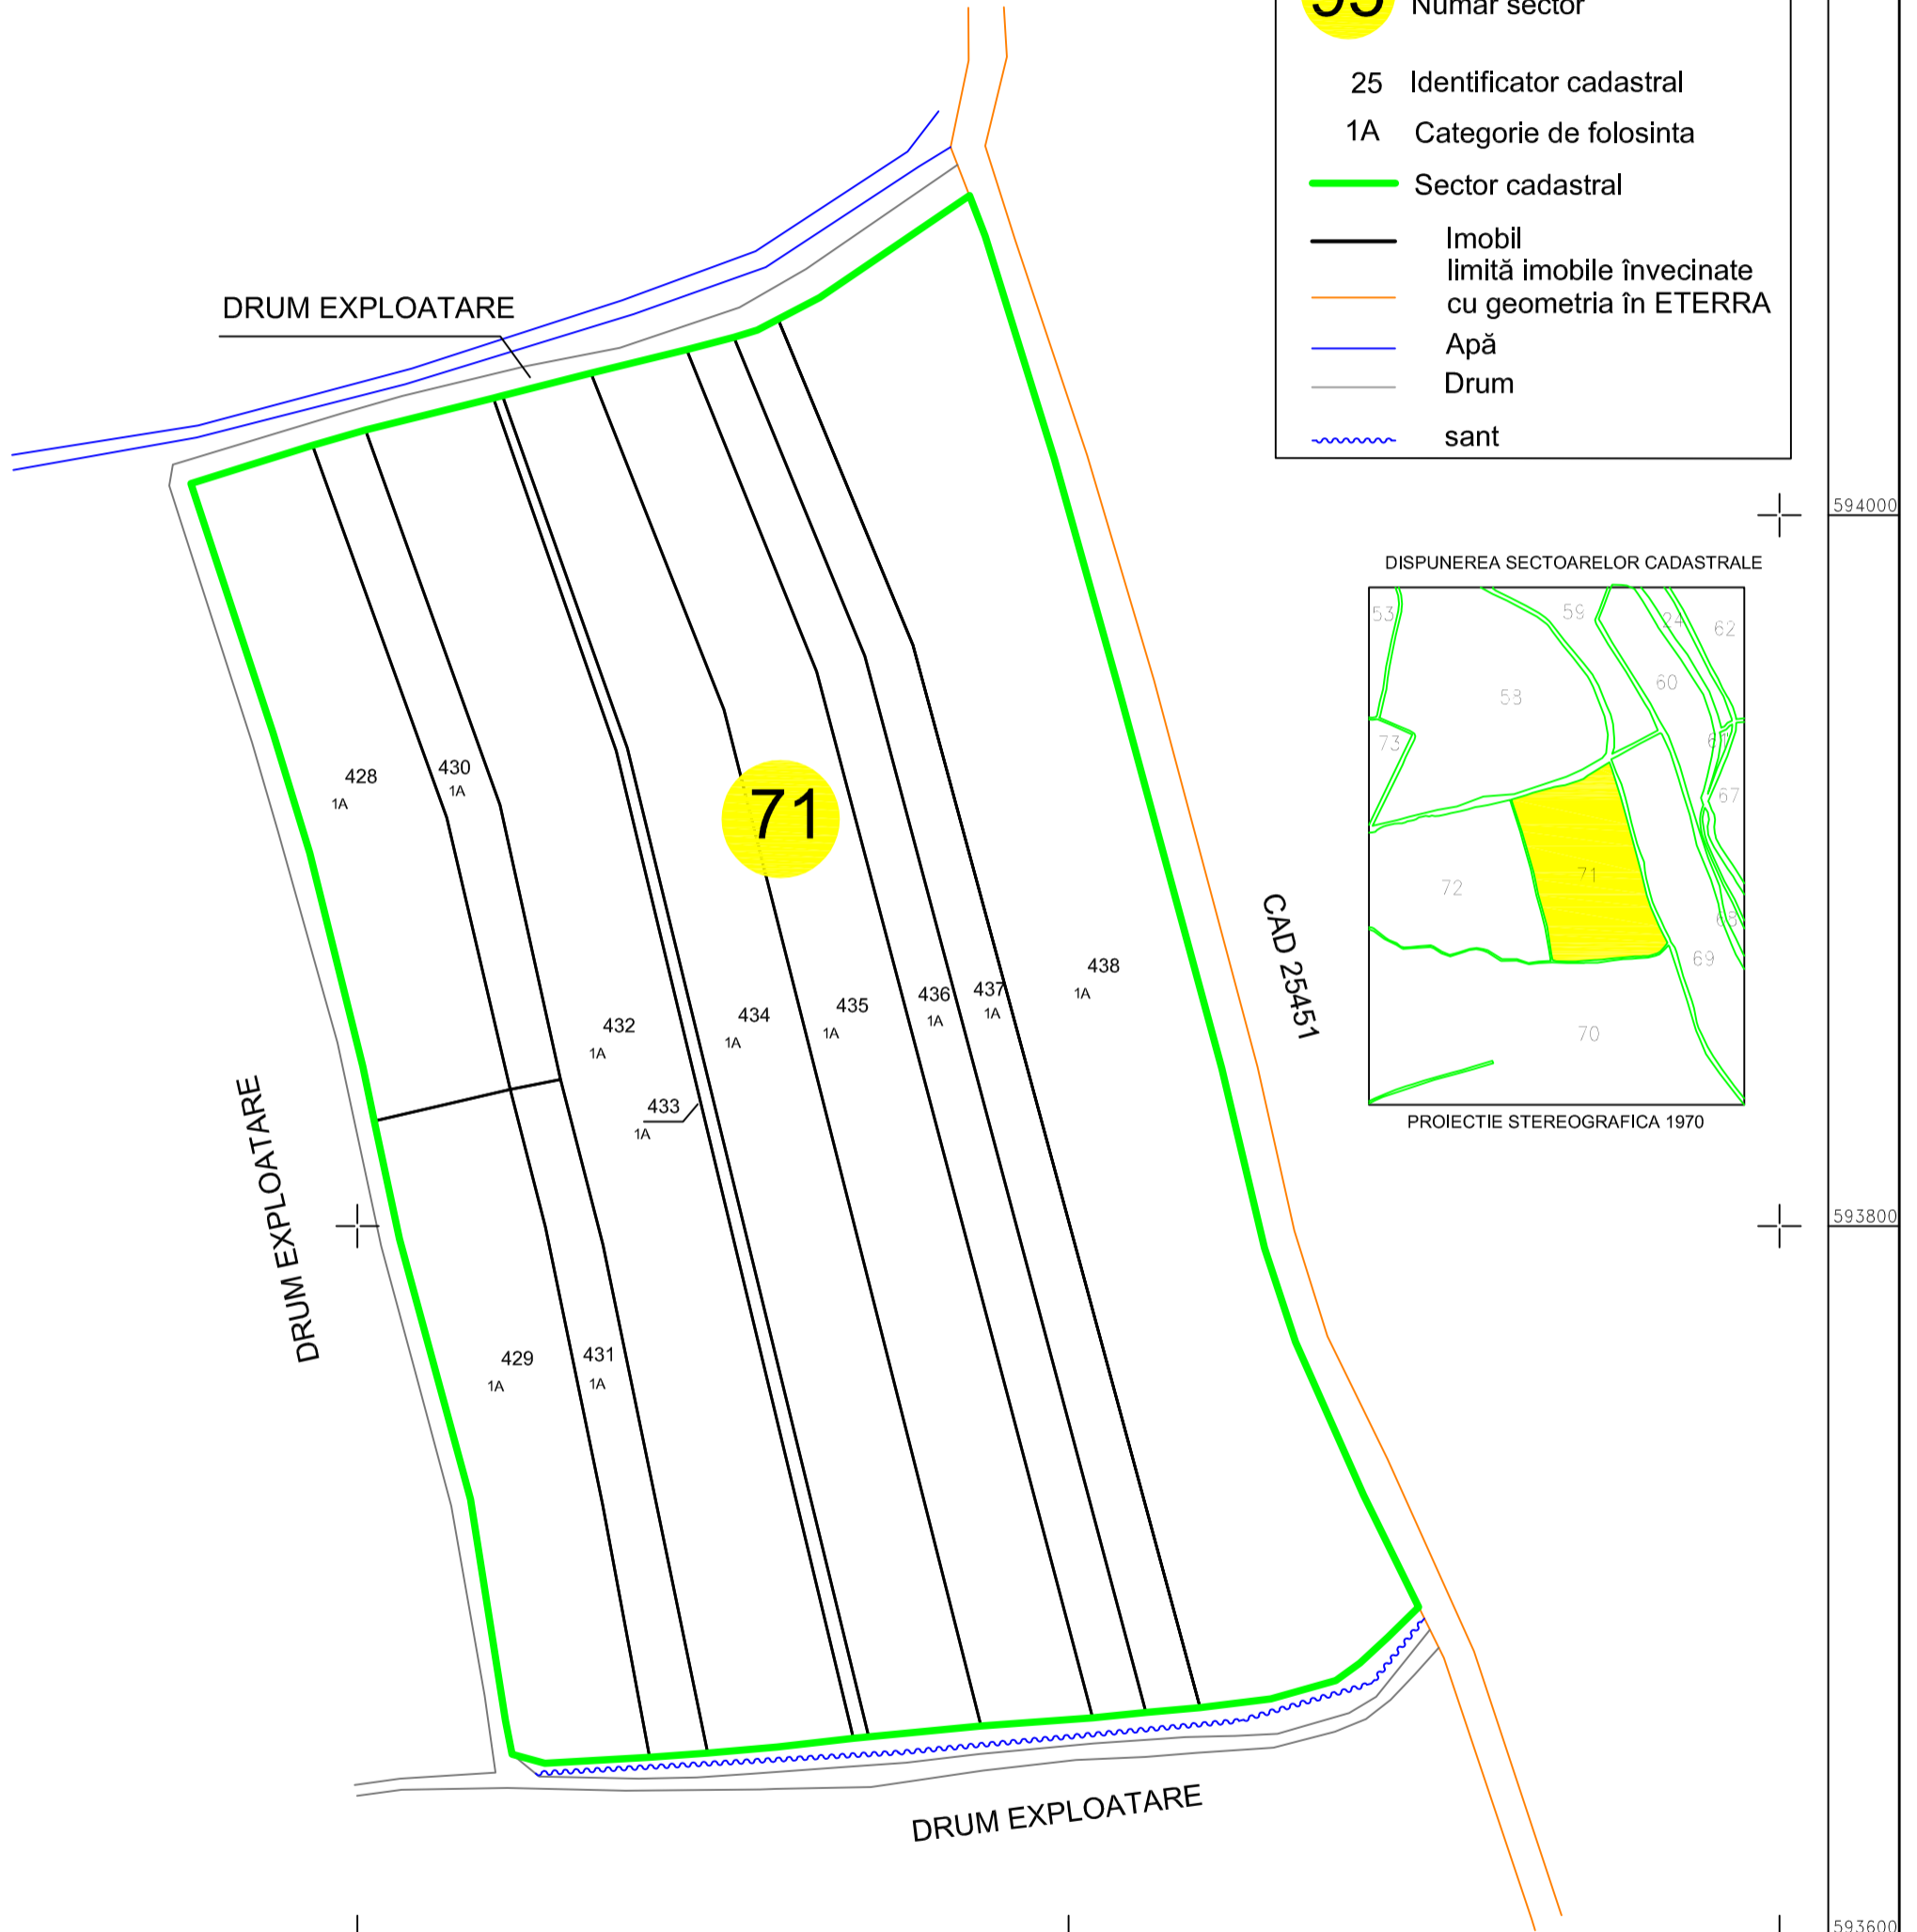 Numar sector
25 Identificator cadastral
1A Categorie de folosinta
Sector cadastral
Imobil
limită imobile învecinate
cu geometria în ETERRA
Apă
Drum
sant
DRUM EXPLOATARE
594000
DISPUNEREA SECTOARELOR CADASTRALE
53
59
24
62
58
60
73
61
67
71
72
68
69
70
PROIECTIE STEREOGRAFICA 1970
428
1A
430
1A
71
432
1A
433
1A
434
1A
435
1A
436
1A
437
1A
438
1A
CAD 25451
DRUM EXPLOATARE
593800
429
1A
431
1A
DRUM EXPLOATARE
593600